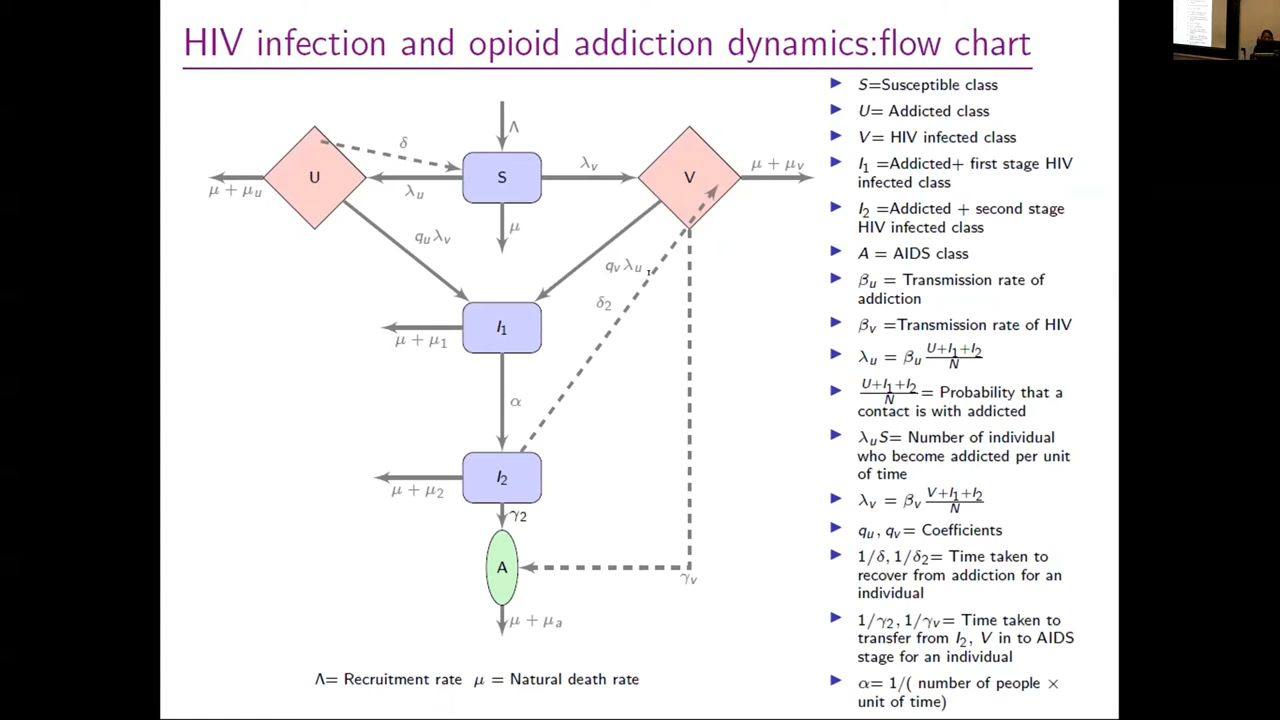 HIV infection and opioid addiction dynamics:flow chart
Λ
δ
U
S
V
λv
λu
μ + μu
μ + μv
μ
quλv
qvλu
δ2
I1
μ + μ1
α
I2
μ + μ2
γ2
A
γv
μ + μa
Λ= Recruitment rate μ = Natural death rate
S=Susceptible class
U= Addicted class
V= HIV infected class
I1 =Addicted+ first stage HIV
infected class
I2 =Addicted + second stage
HIV infected class
A = AIDS class
βu = Transmission rate of
addiction
βv =Transmission rate of HIV
λu = βu (U+I1+I2)/N
(U+I1+I2)/N = Probability that a
contact is with addicted
λuS= Number of individual
who become addicted per unit
of time
λv = βv (V+I1+I2)/N
qu, qv= Coefficients
1/δ, 1/δ2= Time taken to
recover from addiction for an
individual
1/γ2, 1/γv= Time taken to
transfer from I2, V in to AIDS
stage for an individual
α= 1/( number of people ×
unit of time)